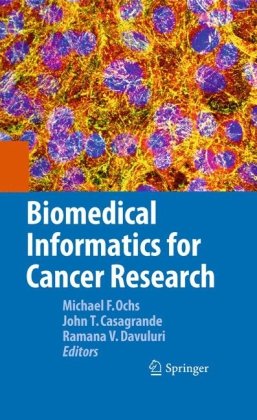 Biomedical
Informatics for
Cancer Research
Michael F. Ochs
John T. Casagrande
Ramana V. Davuluri
Editors
Springer